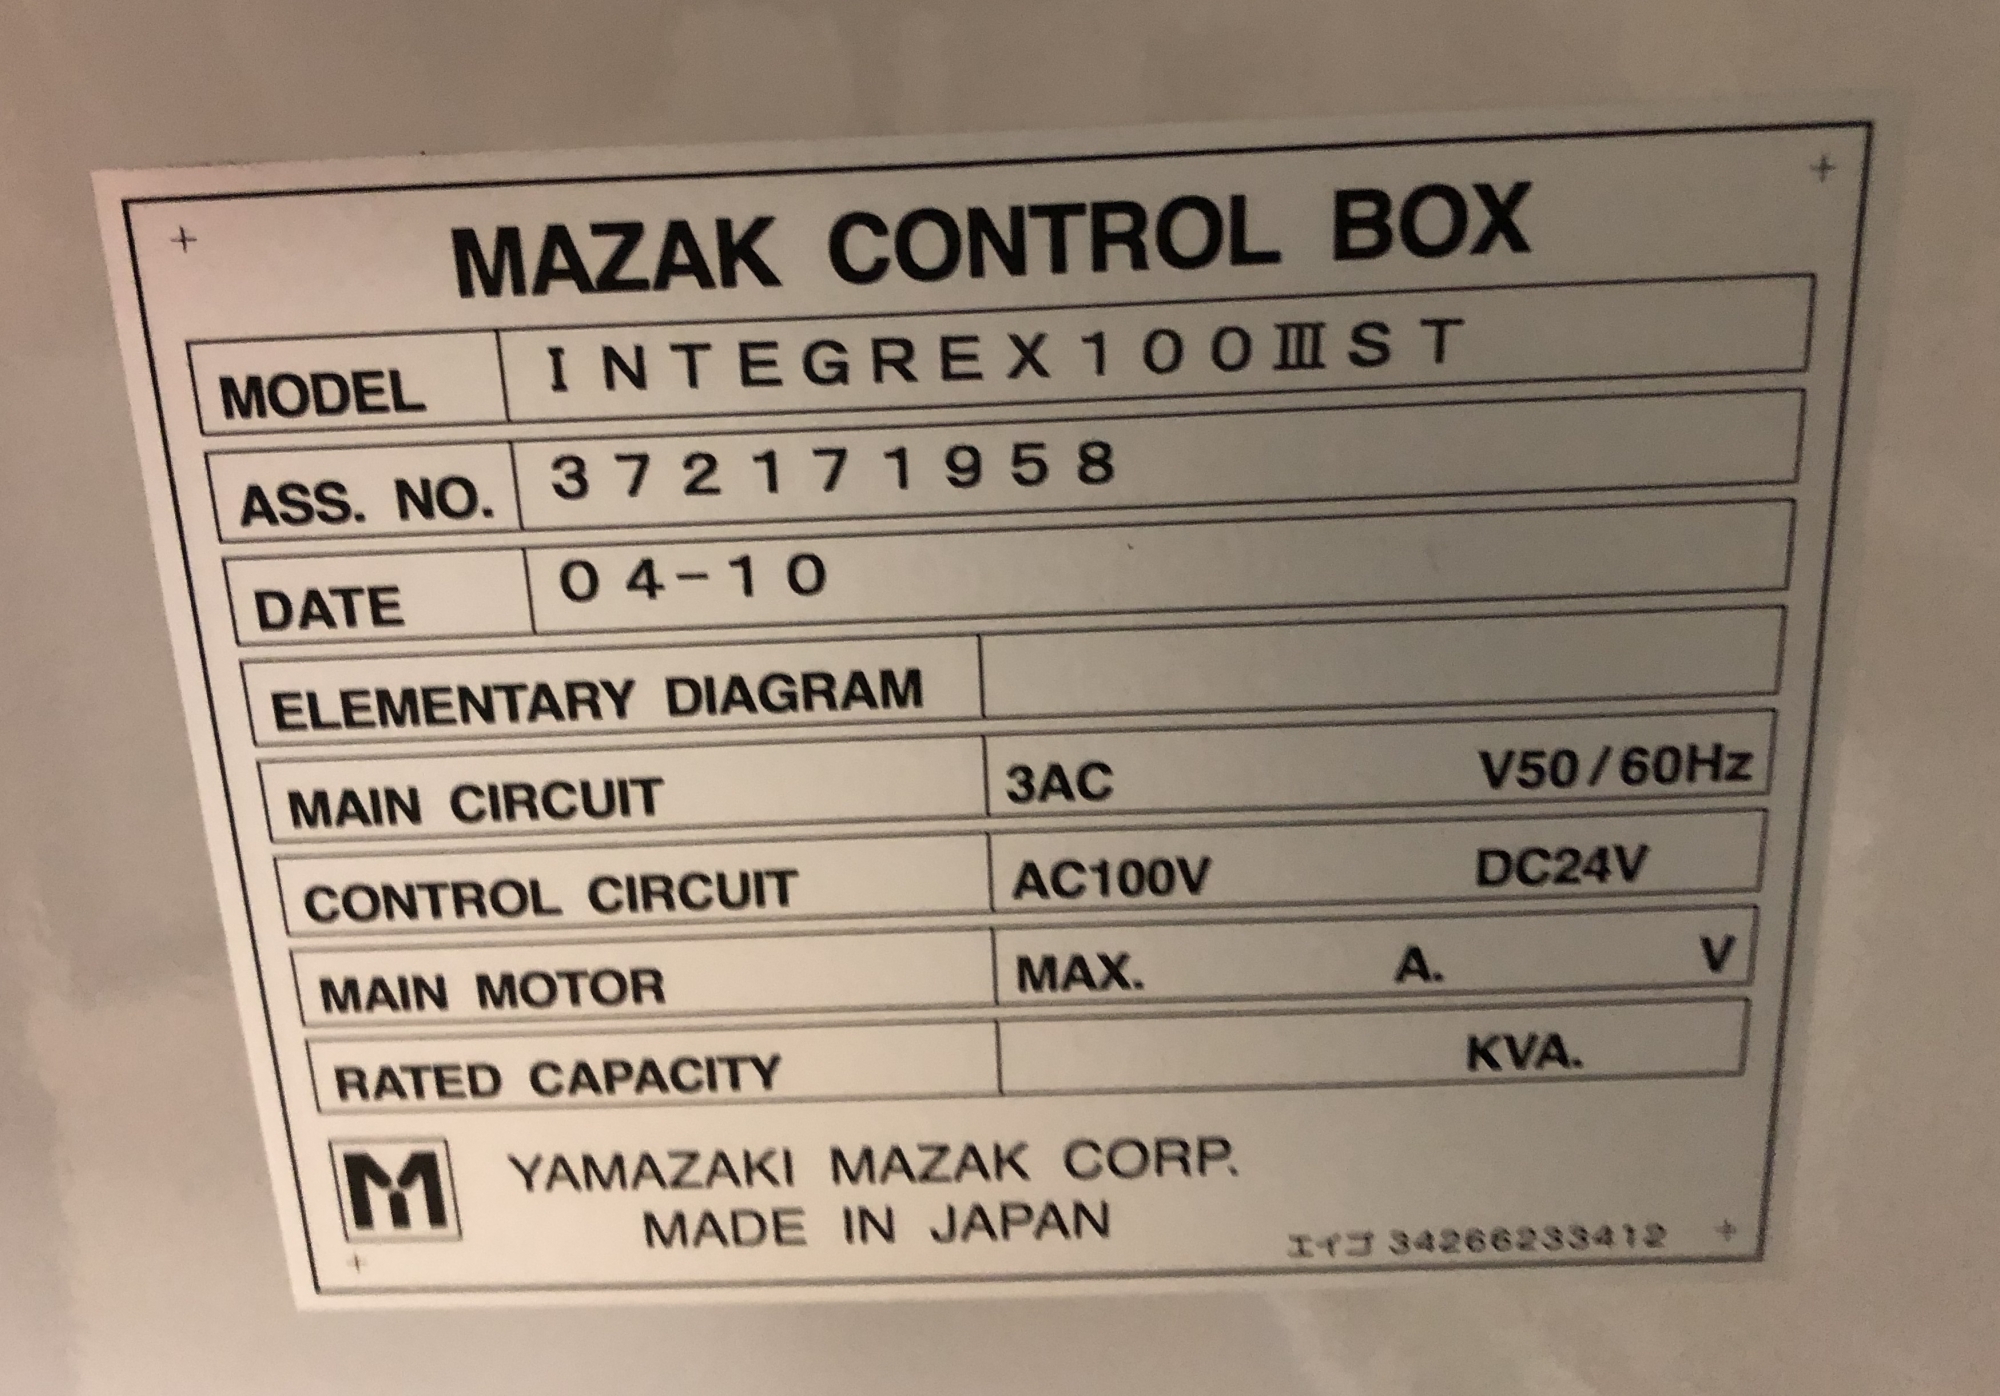 MAZAK CONTROL BOX
MODEL INTEGREX100ⅢST
ASS. NO. 372171958
DATE 04-10
ELEMENTARY DIAGRAM
MAIN CIRCUIT 3AC V50/60Hz
CONTROL CIRCUIT AC100V DC24V
MAIN MOTOR MAX. A. V
RATED CAPACITY KVA.
M YAMAZAKI MAZAK CORP.
MADE IN JAPAN
エイゴ 34266233412